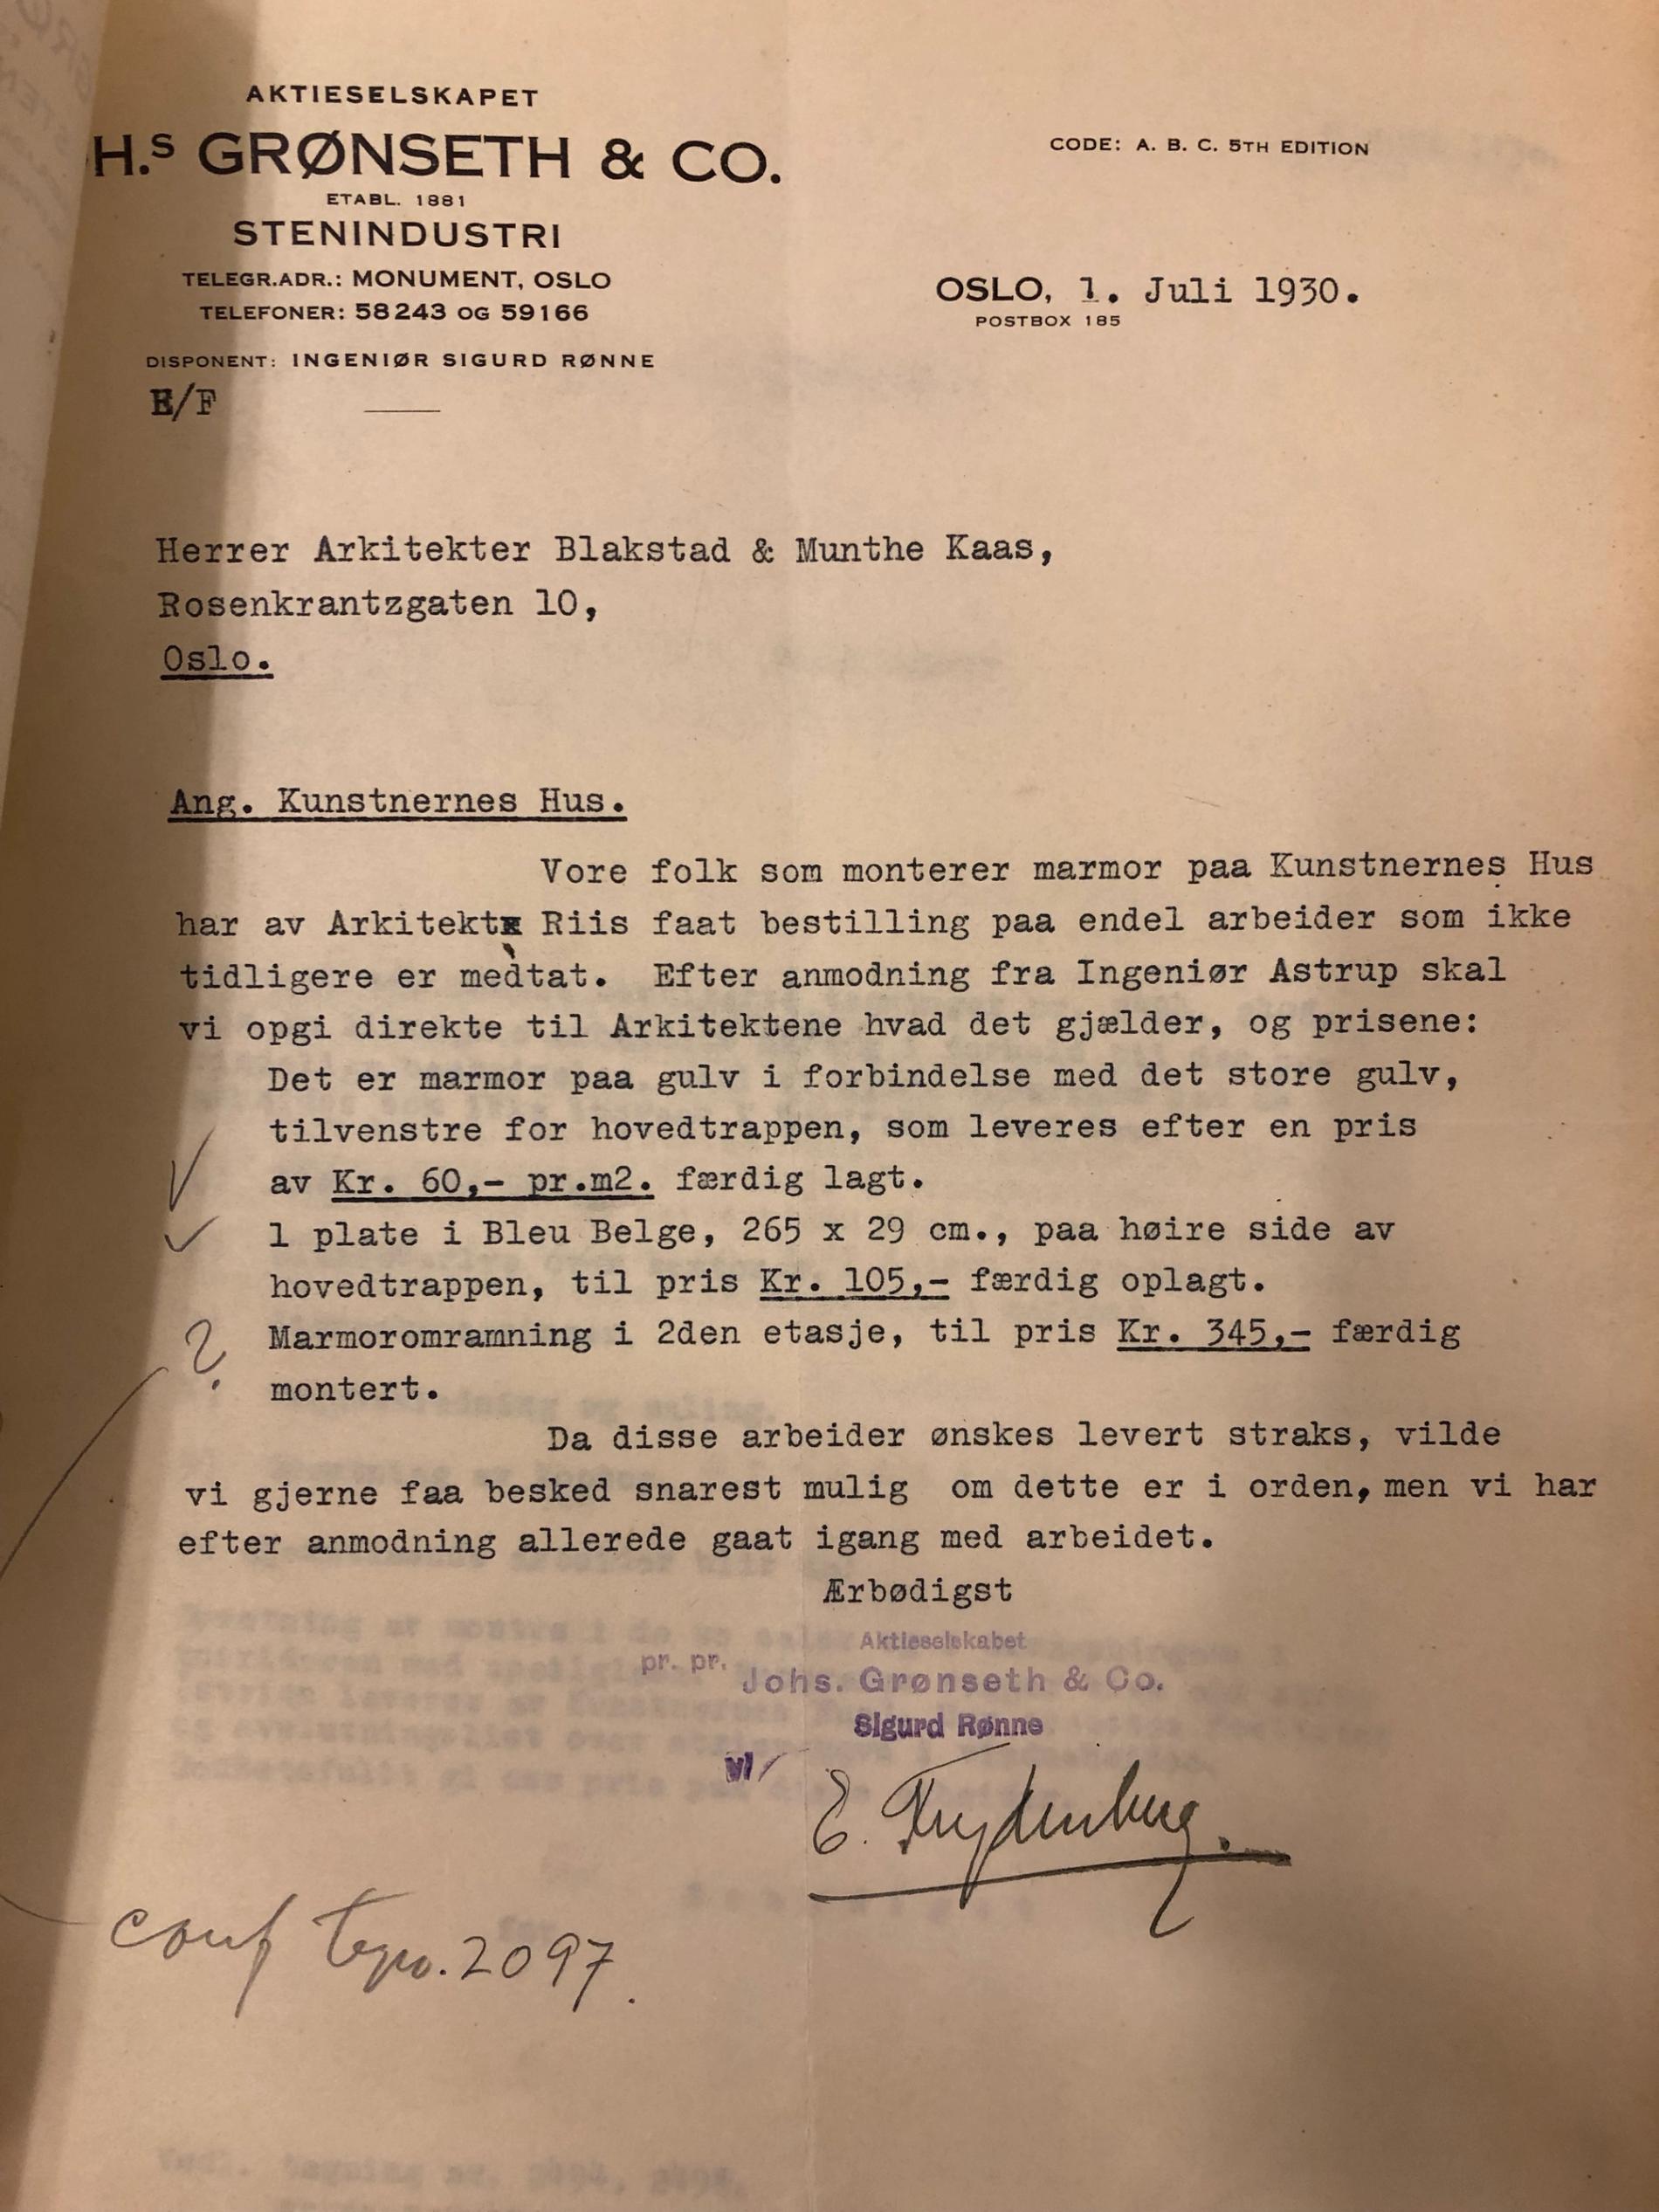 AKTIESELSKAPET
H.S GRØNSETH & CO.
CODE: A. B. C. 5TH EDITION
ETABL. 1881
STENINDUSTRI
TELEGR.ADR.: MONUMENT, OSLO
TELEFONER: 58243 OG 59166
OSLO, 1. Juli 1930.
POSTBOX 185
DISPONENT: INGENIØR SIGURD RØNNE
E/F
Herrer Arkitekter Blakstad & Munthe Kaas,
Rosenkrantzgaten 10,
Oslo.
Ang. Kunstnernes Hus.
Vore folk som monterer marmor paa Kunstnernes Hus
har av Arkitekt Riis faat bestilling paa endel arbeider som ikke
tidligere er medtat. Efter anmodning fra Ingeniør Astrup skal
vi opgi direkte til Arkitektene hvad det gjælder, og prisene:
Det er marmor paa gulv i forbindelse med det store gulv,
tilvenstre for hovedtrappen, som leveres efter en pris
av Kr. 60,- pr.m2. færdig lagt.
1 plate i Bleu Belge, 265 x 29 cm., paa høire side av
hovedtrappen, til pris Kr. 105,- færdig oplagt.
? Marmoromramning i 2den etasje, til pris Kr. 345,- færdig
montert.
Da disse arbeider ønskes levert straks, vilde
vi gjerne faa besked snarest mulig om dette er i orden, men vi har
efter anmodning allerede gaat igang med arbeidet.
Ærbødigst
Aktieselskabet
pr. pr. Johs. Grønseth & Co.
Sigurd Rønne
v/
E. Frydenberg.
conf tegn. 2097.